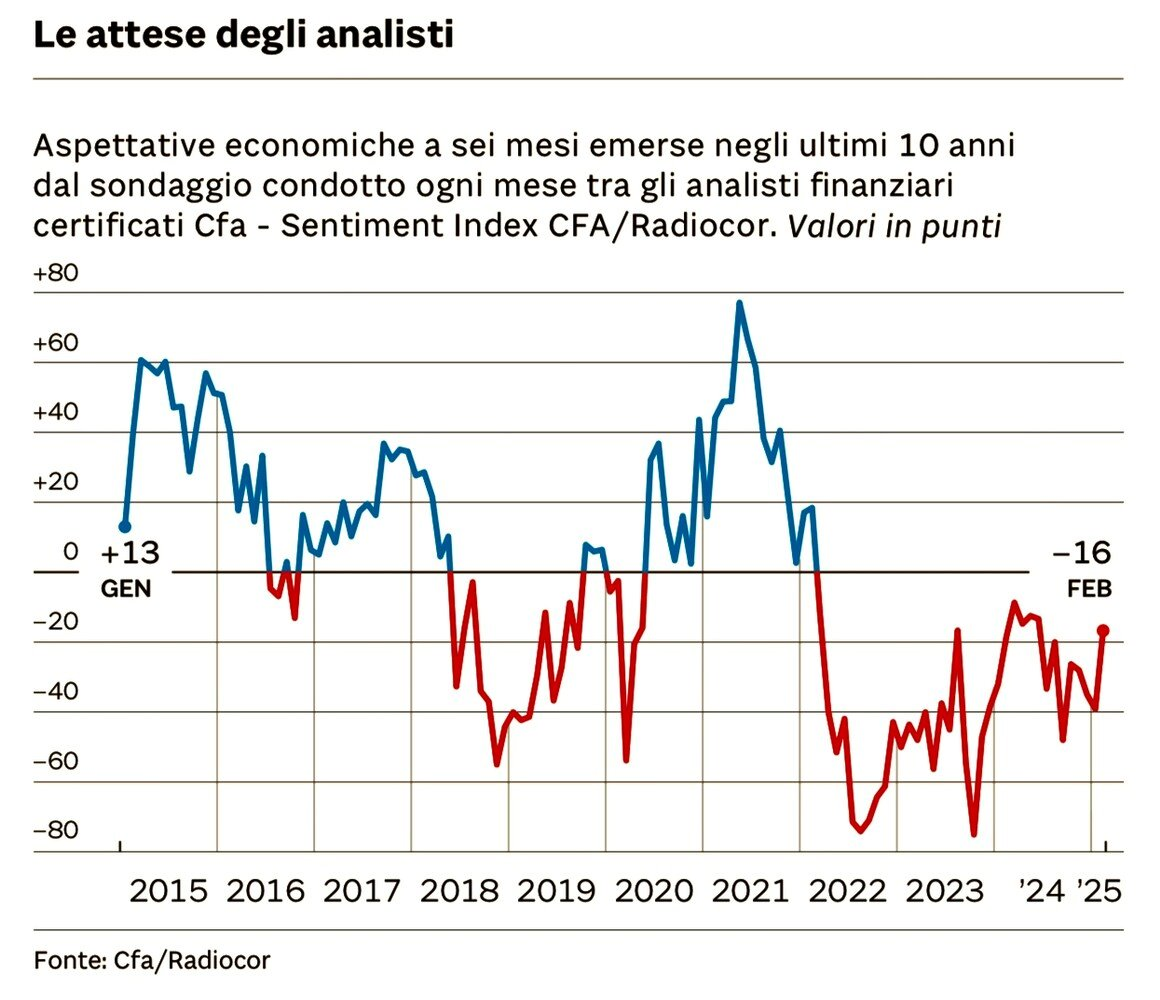 Le attese degli analisti
Aspettative economiche a sei mesi emerse negli ultimi 10 anni
dal sondaggio condotto ogni mese tra gli analisti finanziari
certificati Cfa - Sentiment Index CFA/Radiocor. Valori in punti
+80
+60
+40
+20
0
+13
GEN
−16
FEB
−20
−40
−60
−80
2015 2016 2017 2018 2019 2020 2021 2022 2023 ’24 ’25
Fonte: Cfa/Radiocor